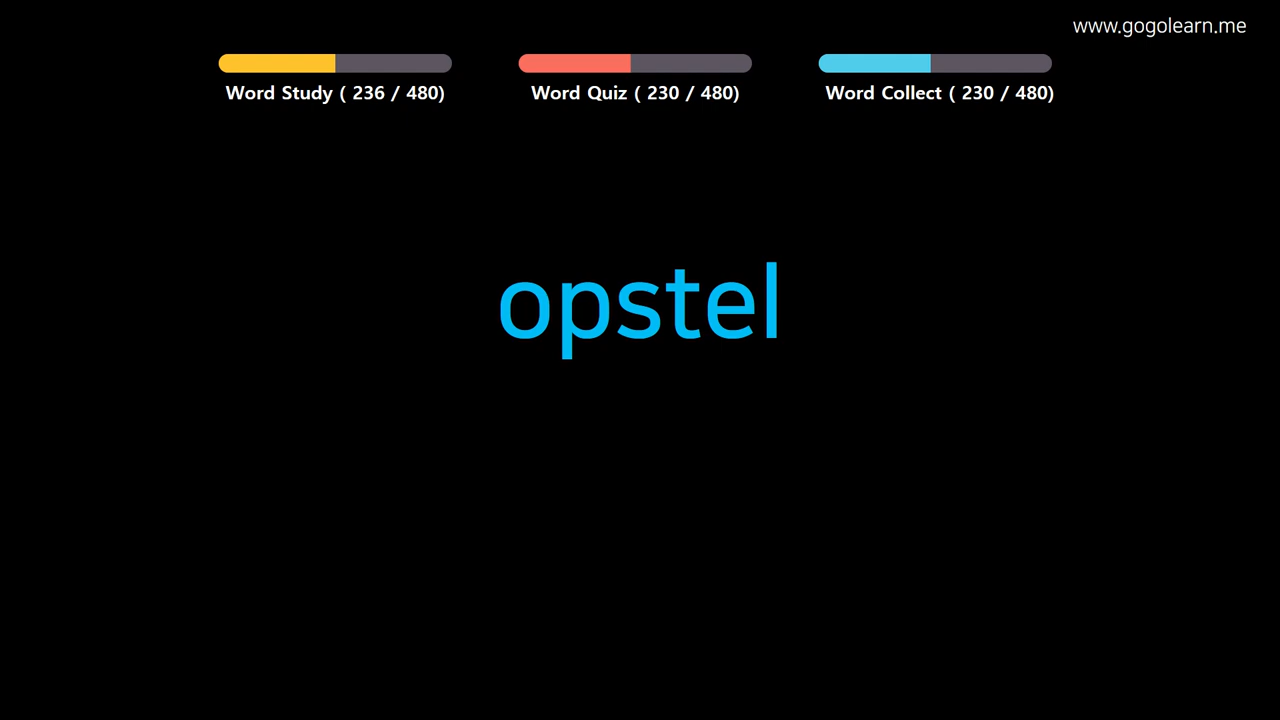 www.gogolearn.me
Word Study ( 236 / 480)
Word Quiz ( 230 / 480)
Word Collect ( 230 / 480)
opstel